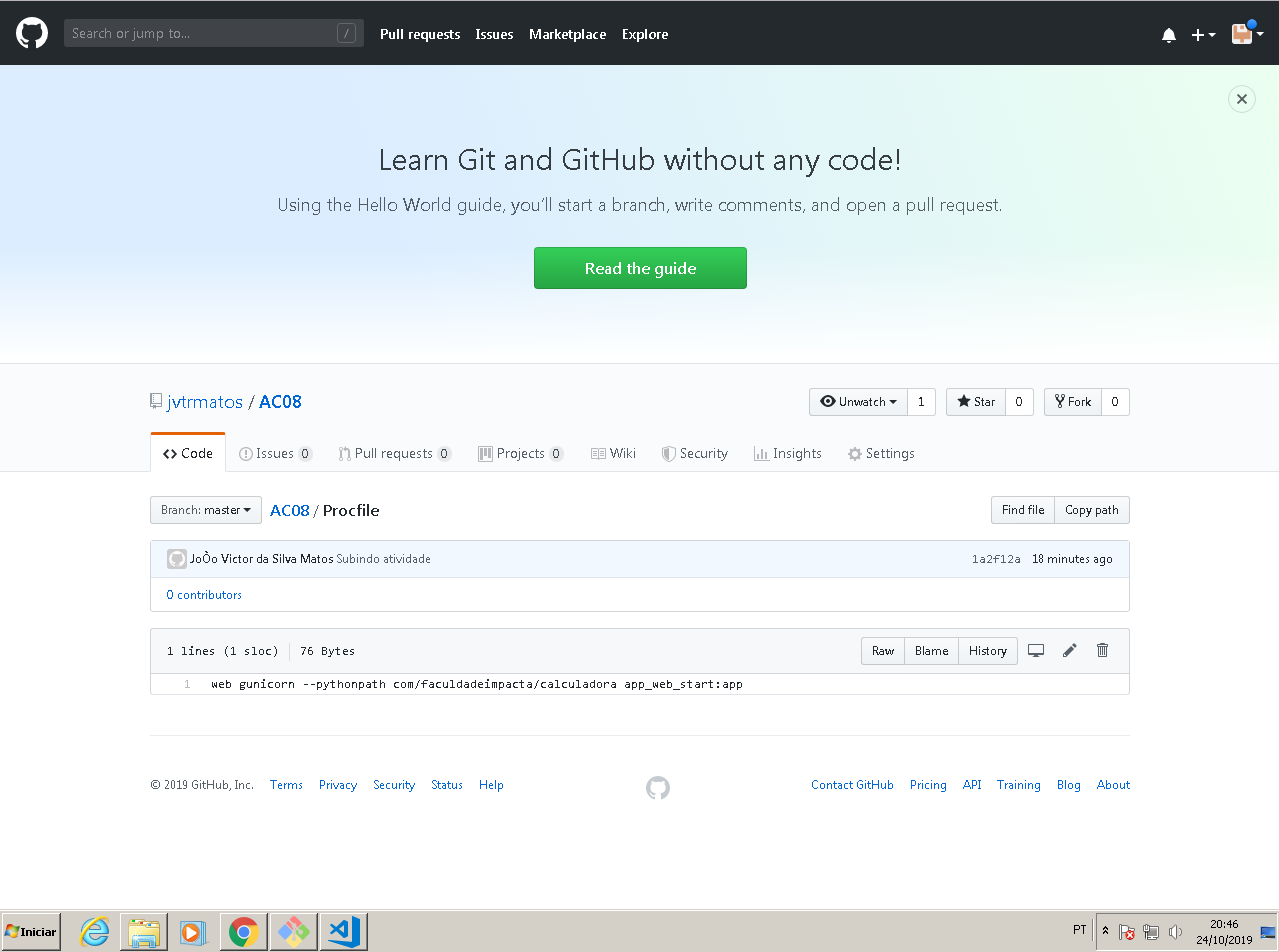 Search or jump to... /
Pull requests Issues Marketplace Explore
Learn Git and GitHub without any code!
Using the Hello World guide, you’ll start a branch, write comments, and open a pull request.
Read the guide
jvtrmatos / AC08
Unwatch 1 Star 0 Fork 0
Code Issues 0 Pull requests 0 Projects 0 Wiki Security Insights Settings
Branch: master AC08 / Procfile Find file Copy path
JoÒo Victor da Silva Matos Subindo atividade 1a2f12a 18 minutes ago
0 contributors
1 lines (1 sloc) 76 Bytes Raw Blame History
1 web gunicorn --pythonpath com/faculdadeimpacta/calculadora app_web_start:app
© 2019 GitHub, Inc. Terms Privacy Security Status Help Contact GitHub Pricing API Training Blog About
Iniciar PT 20:46
24/10/2019